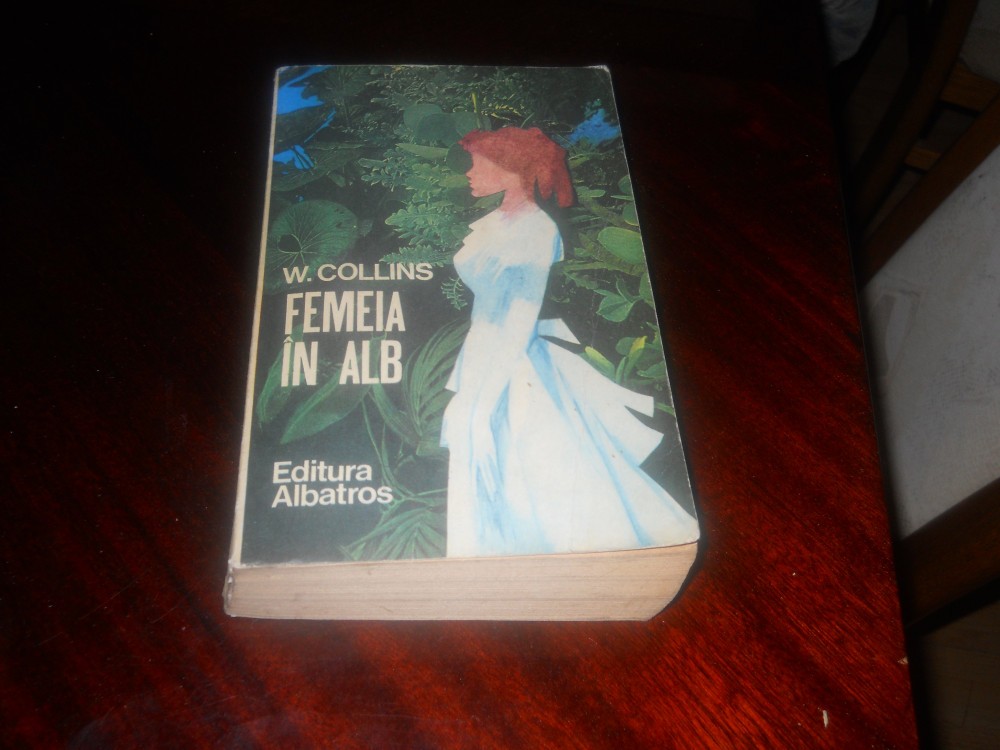 W. COLLINS
FEMEIA
ÎN ALB
Editura
Albatros